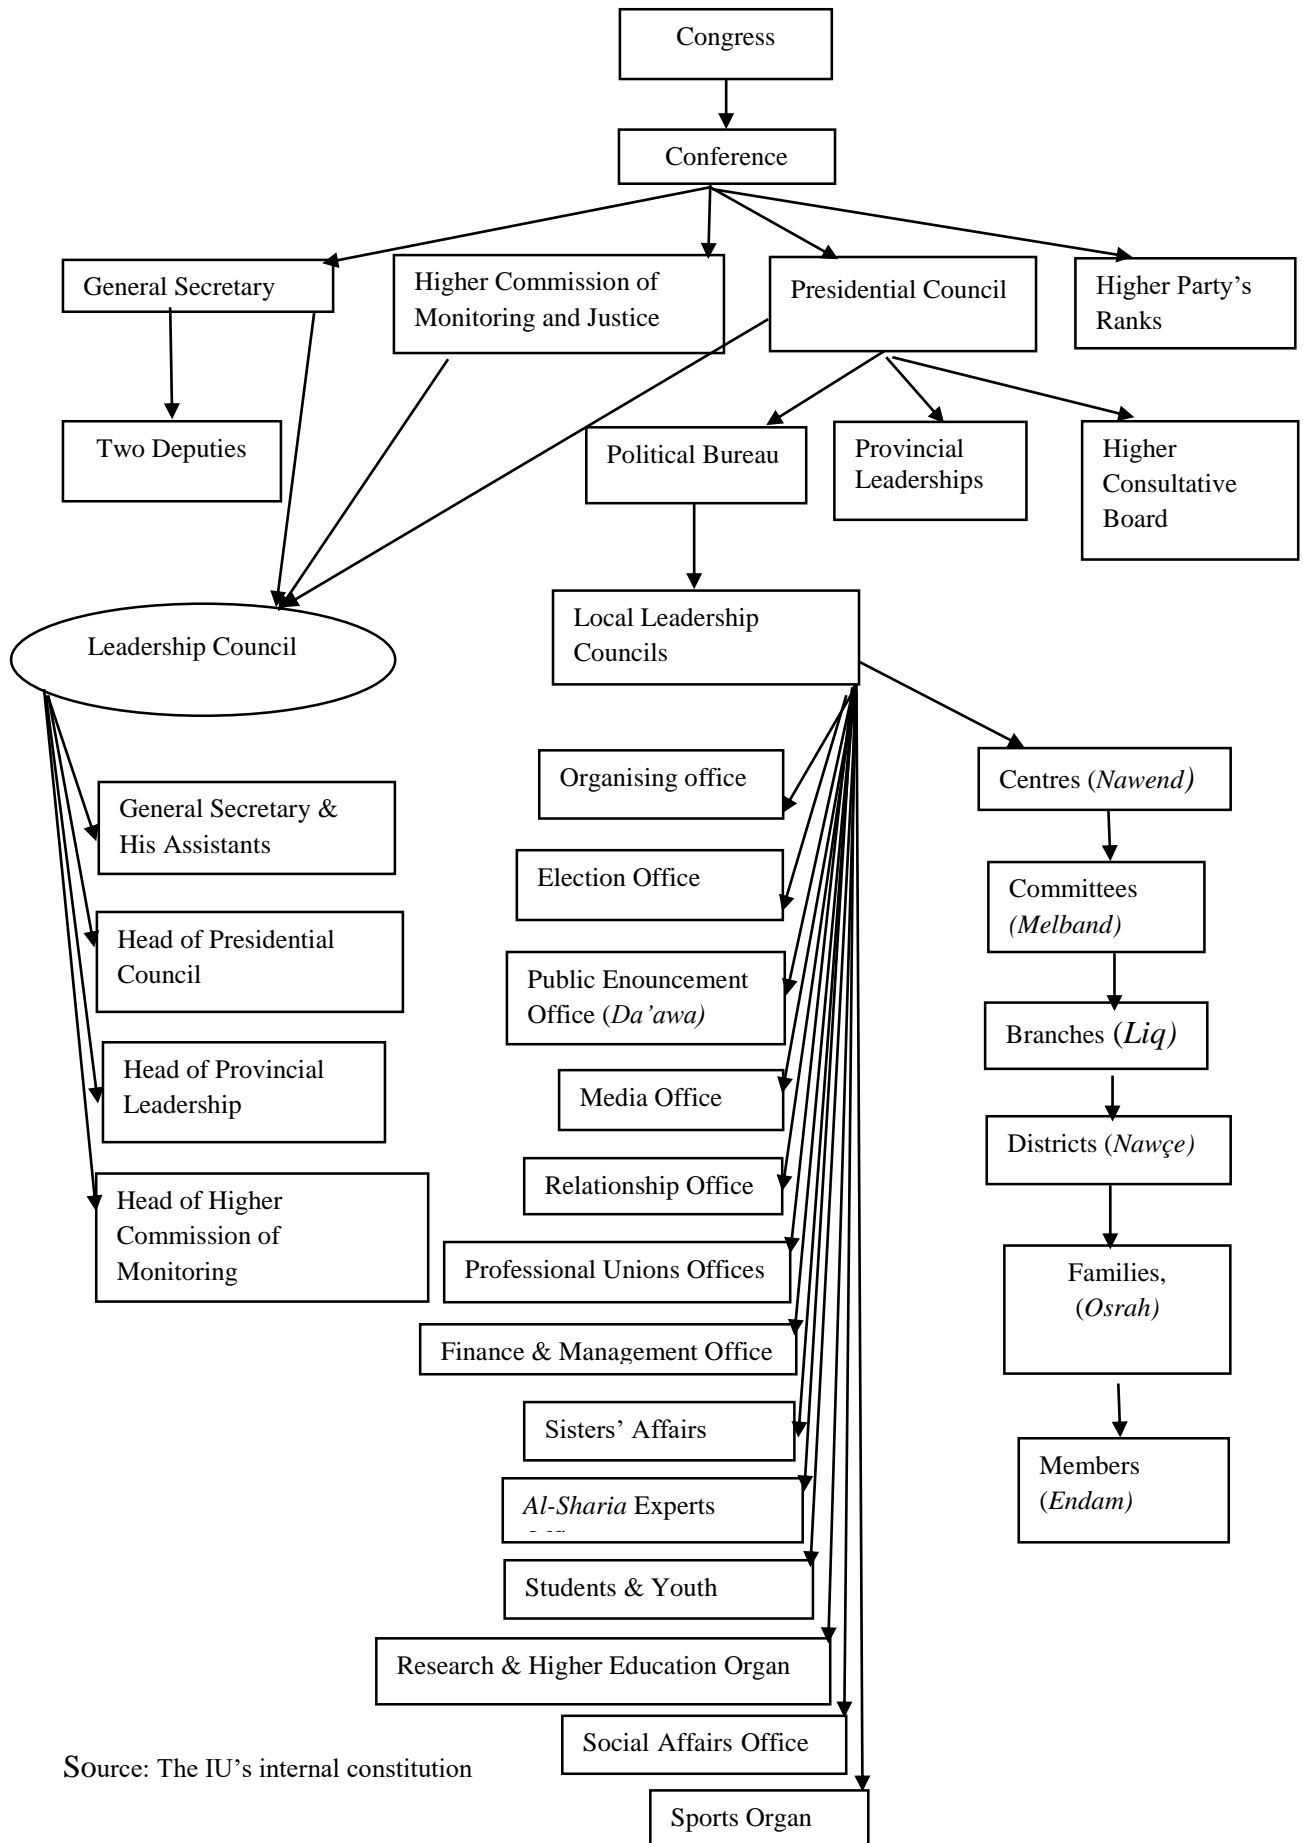 Congress
Conference
General Secretary
Higher Commission of
Monitoring and Justice
Presidential Council
Higher Party’s
Ranks
Two Deputies
Political Bureau
Provincial
Leaderships
Higher
Consultative
Board
Leadership Council
Local Leadership
Councils
General Secretary &
His Assistants
Head of Presidential
Council
Head of Provincial
Leadership
Head of Higher
Commission of
Monitoring
Organising office
Election Office
Public Enouncement
Office (Da’awa)
Media Office
Relationship Office
Professional Unions Offices
Finance & Management Office
Sisters’ Affairs
Al-Sharia Experts
Students & Youth
Research & Higher Education Organ
Social Affairs Office
Sports Organ
Centres (Nawend)
Committees
(Melband)
Branches (Liq)
Districts (Nawçe)
Families,
(Osrah)
Members
(Endam)
Source: The IU’s internal constitution